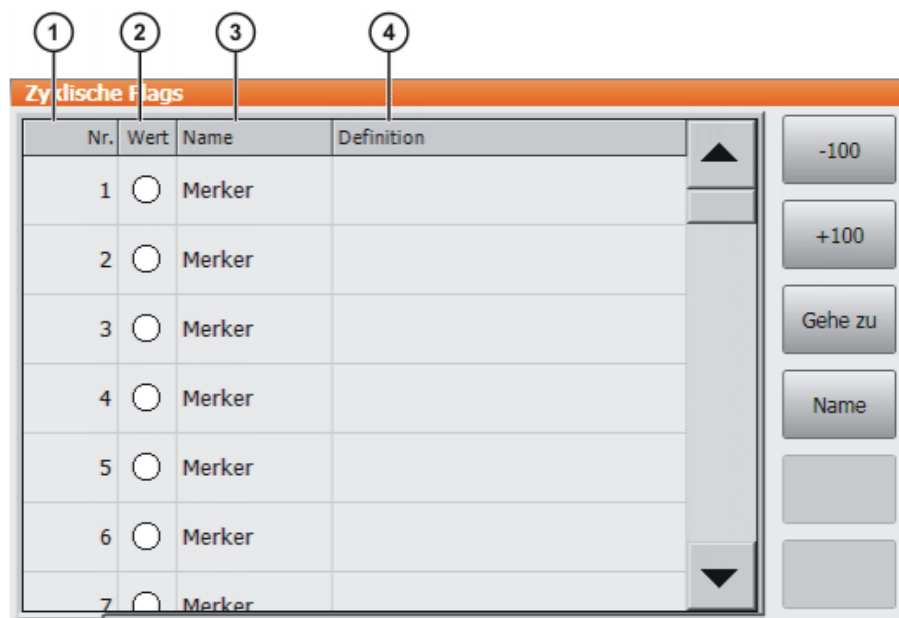 1 2 3 4
Zyklische Flags
Nr. Wert Name Definition
1 Merker
2 Merker
3 Merker
4 Merker
5 Merker
6 Merker
7 Merker
-100
+100
Gehe zu
Name